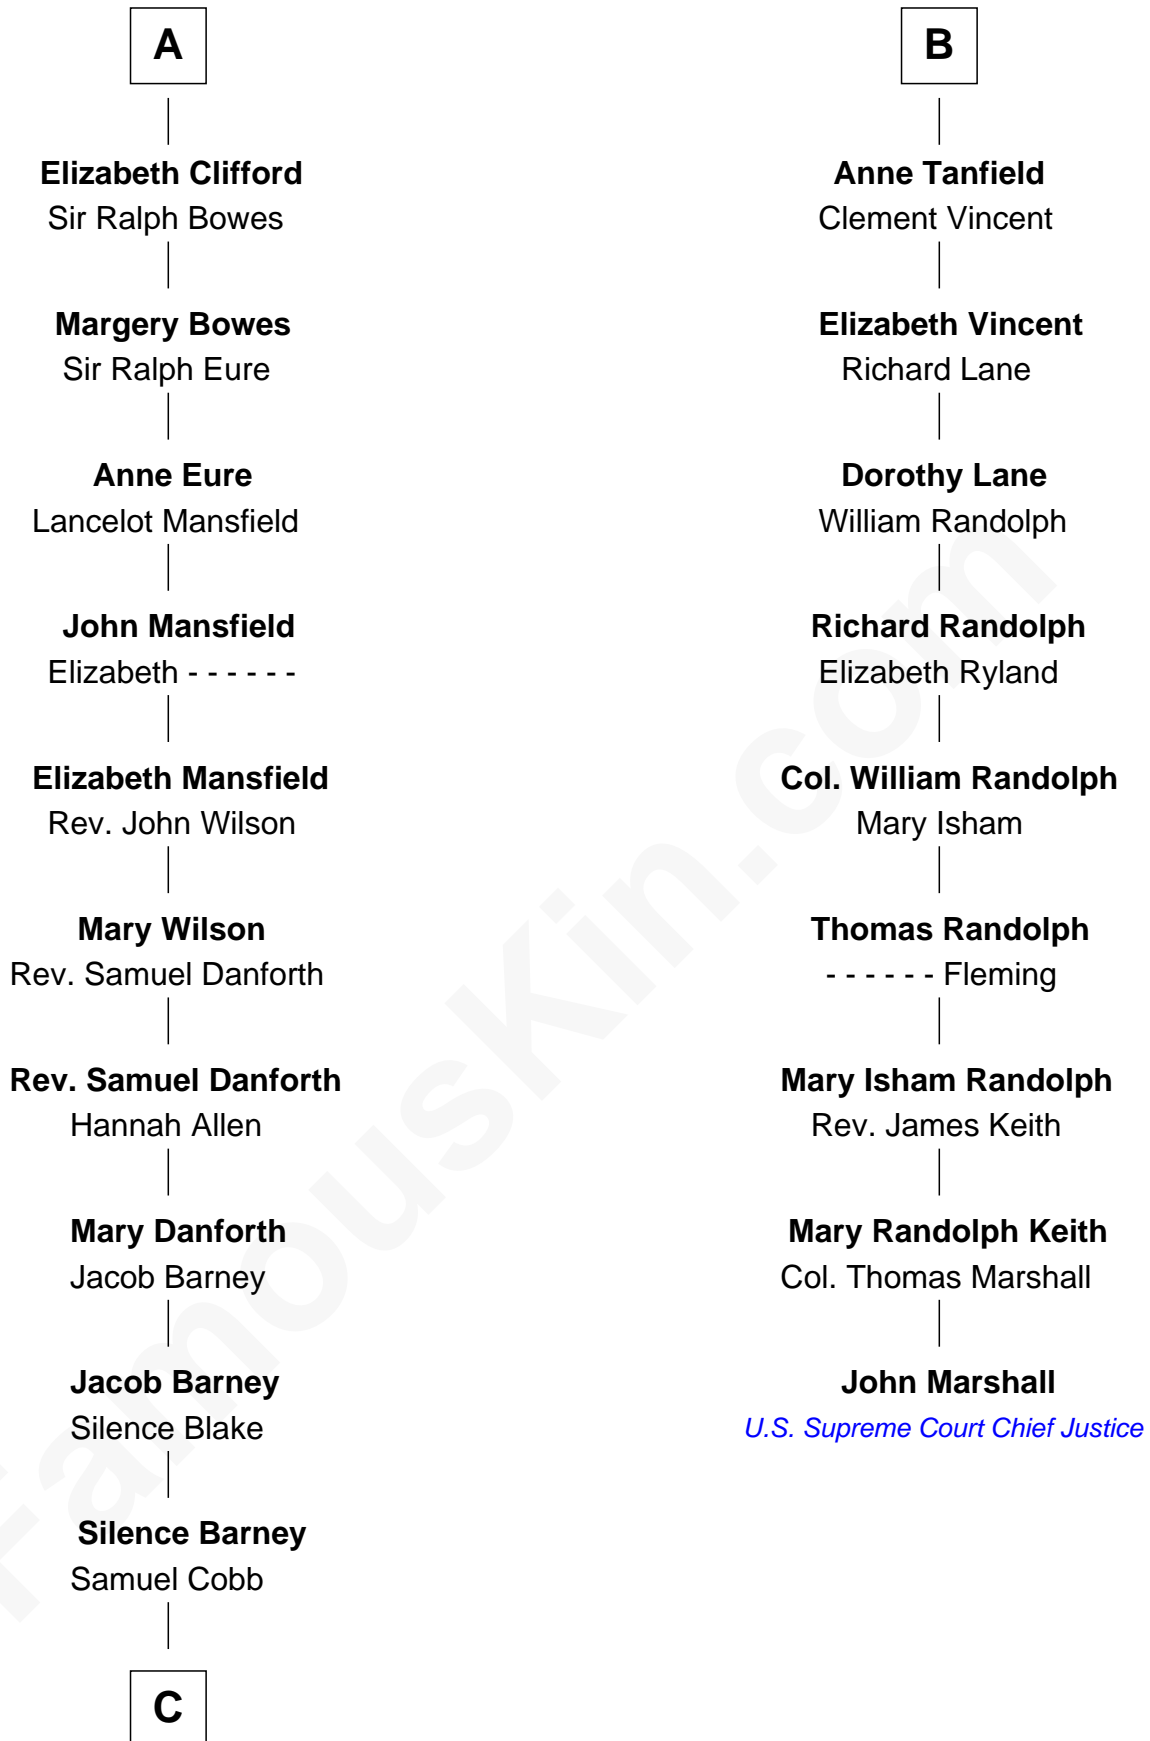 A
Elizabeth Clifford
Sir Ralph Bowes
Margery Bowes
Sir Ralph Eure
Anne Eure
Lancelot Mansfield
John Mansfield
Elizabeth - - - - - -
Elizabeth Mansfield
Rev. John Wilson
Mary Wilson
Rev. Samuel Danforth
Rev. Samuel Danforth
Hannah Allen
Mary Danforth
Jacob Barney
Jacob Barney
Silence Blake
Silence Barney
Samuel Cobb
C
B
Anne Tanfield
Clement Vincent
Elizabeth Vincent
Richard Lane
Dorothy Lane
William Randolph
Richard Randolph
Elizabeth Ryland
Col. William Randolph
Mary Isham
Thomas Randolph
- - - - - - Fleming
Mary Isham Randolph
Rev. James Keith
Mary Randolph Keith
Col. Thomas Marshall
John Marshall
U.S. Supreme Court Chief Justice
FamousKin.com